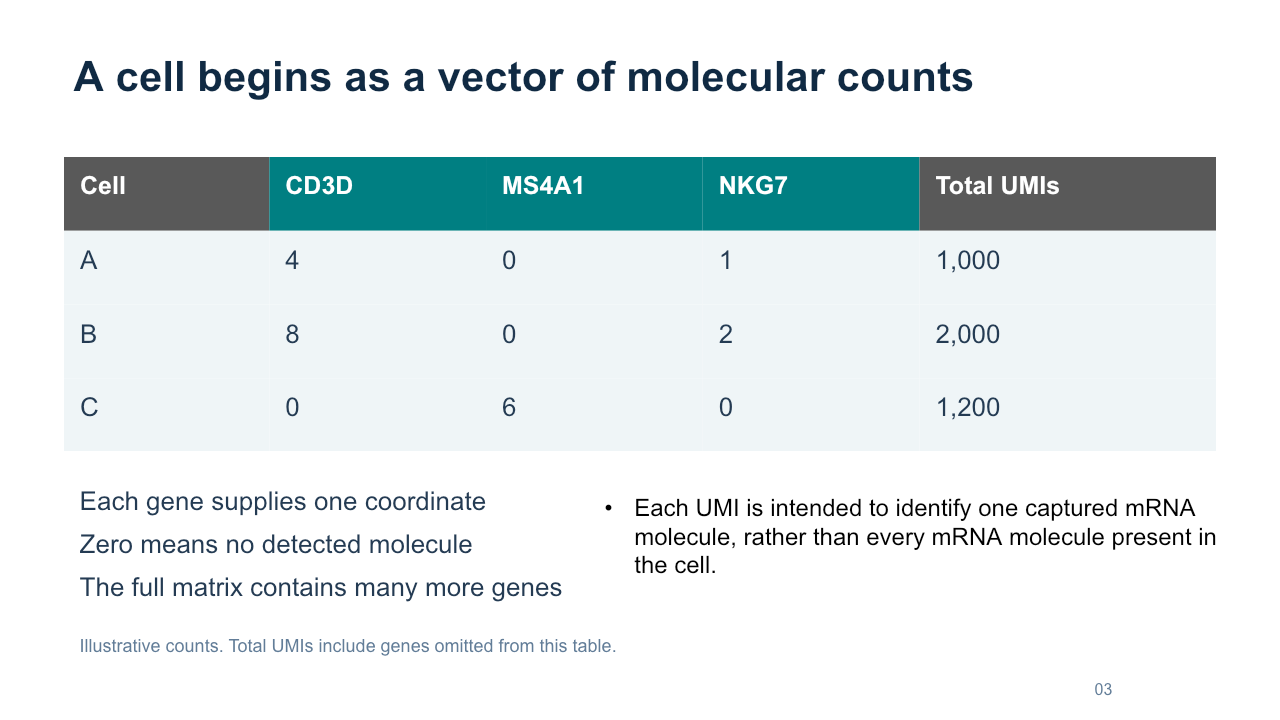 A cell begins as a vector of molecular counts
Cell CD3D MS4A1 NKG7 Total UMIs
A 4 0 1 1,000
B 8 0 2 2,000
C 0 6 0 1,200
Each gene supplies one coordinate
Zero means no detected molecule
The full matrix contains many more genes
• Each UMI is intended to identify one captured mRNA
molecule, rather than every mRNA molecule present in
the cell.
Illustrative counts. Total UMIs include genes omitted from this table.
03